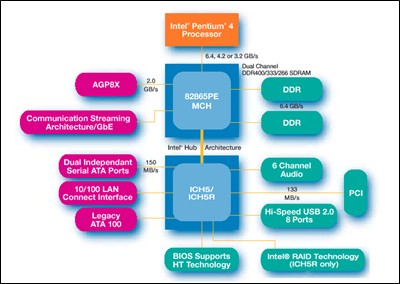 Intel® Pentium® 4
Processor
6.4, 4.2 or 3.2 GB/s
Dual Channel
DDR400/333/266 SDRAM
AGP8X
2.0
GB/s
82865PE
MCH
DDR
6.4 GB/s
DDR
Communication Streaming
Architecture/GbE
Intel® Hub
Architecture
Dual Independant
Serial ATA Ports
150
MB/s
6 Channel
Audio
10/100 LAN
Connect Interface
ICH5/
ICH5R
133
MB/s
PCI
Legacy
ATA 100
Hi-Speed USB 2.0
8 Ports
BIOS Supports
HT Technology
Intel® RAID Technology
(ICH5R only)